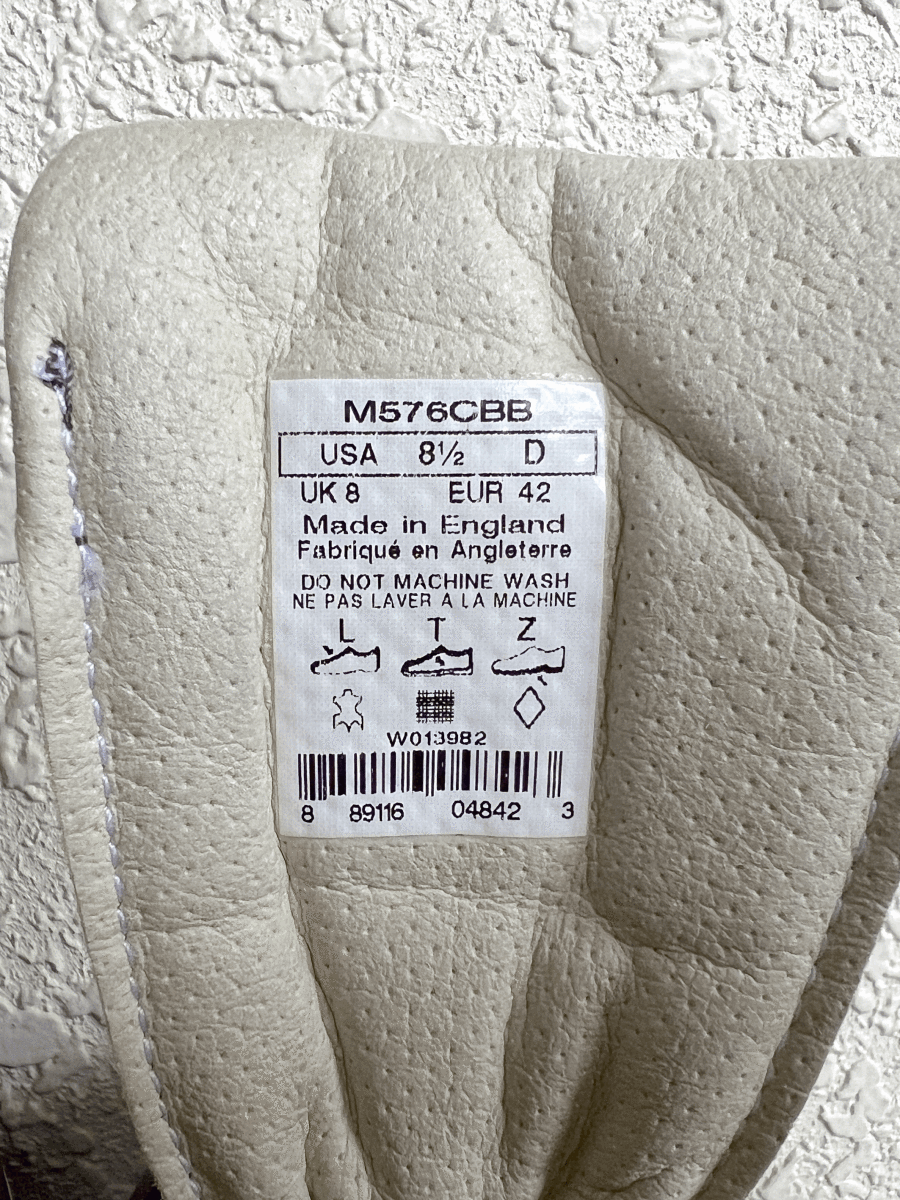 M576CBB
USA 8½ D
UK 8 EUR 42
Made in England
Fabriqué en Angleterre
DO NOT MACHINE WASH
NE PAS LAVER A LA MACHINE
L T Z
W013982
8 89116 04842 3